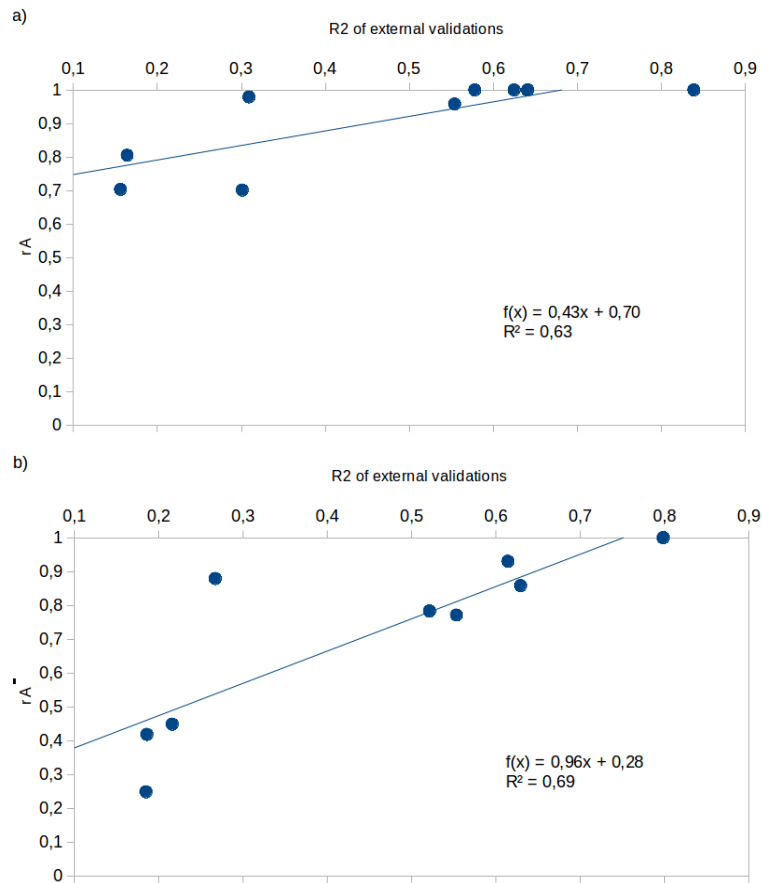 a)
R2 of external validations
0,1 0,2 0,3 0,4 0,5 0,6 0,7 0,8 0,9
1
0,9
0,8
0,7
0,6
0,5
0,4
0,3
0,2
0,1
0
r A
f(x) = 0,43x + 0,70
R² = 0,63
b)
R2 of external validations
0,1 0,2 0,3 0,4 0,5 0,6 0,7 0,8 0,9
1
0,9
0,8
0,7
0,6
0,5
0,4
0,3
0,2
0,1
0
r A
f(x) = 0,96x + 0,28
R² = 0,69